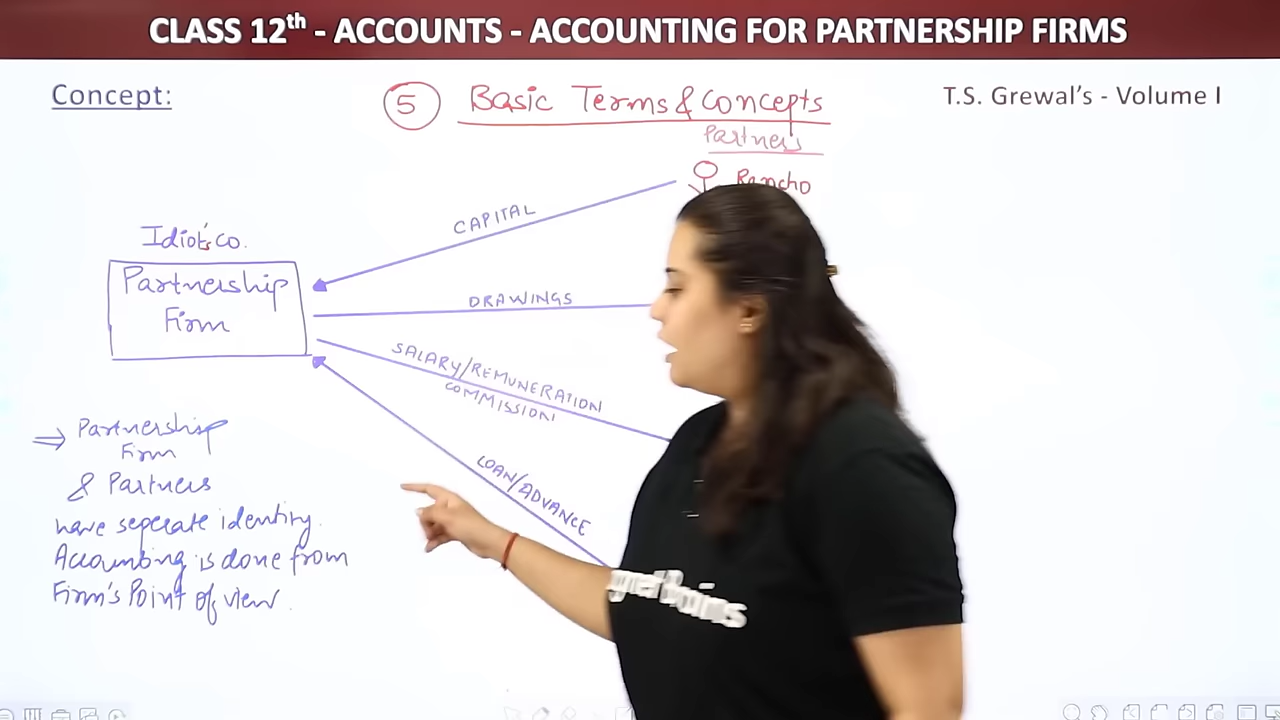 CLASS 12th - ACCOUNTS - ACCOUNTING FOR PARTNERSHIP FIRMS
Concept:
5 Basic Terms & Concepts
T.S. Grewal's - Volume I
Partners
Rancho
CAPITAL
Idiot's co.
Partnership
Firm
DRAWINGS
SALARY/REMUNERATION
COMMISSION
LOAN/ADVANCE
⇒ Partnership
Firm
& Partners
have seperate identity.
Accounting is done from
Firm's Point of view.